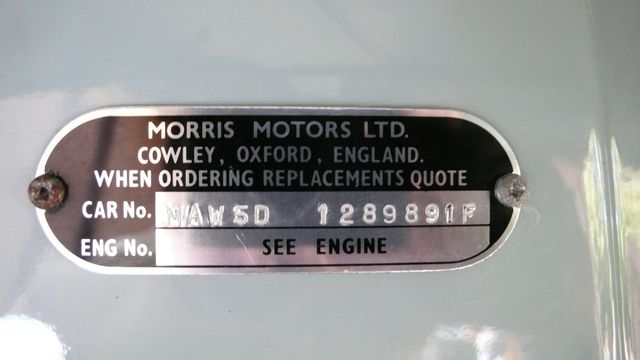 MORRIS MOTORS LTD.
COWLEY, OXFORD, ENGLAND.
WHEN ORDERING REPLACEMENTS QUOTE
CAR No. MAW5D 1289891F
ENG No. SEE ENGINE